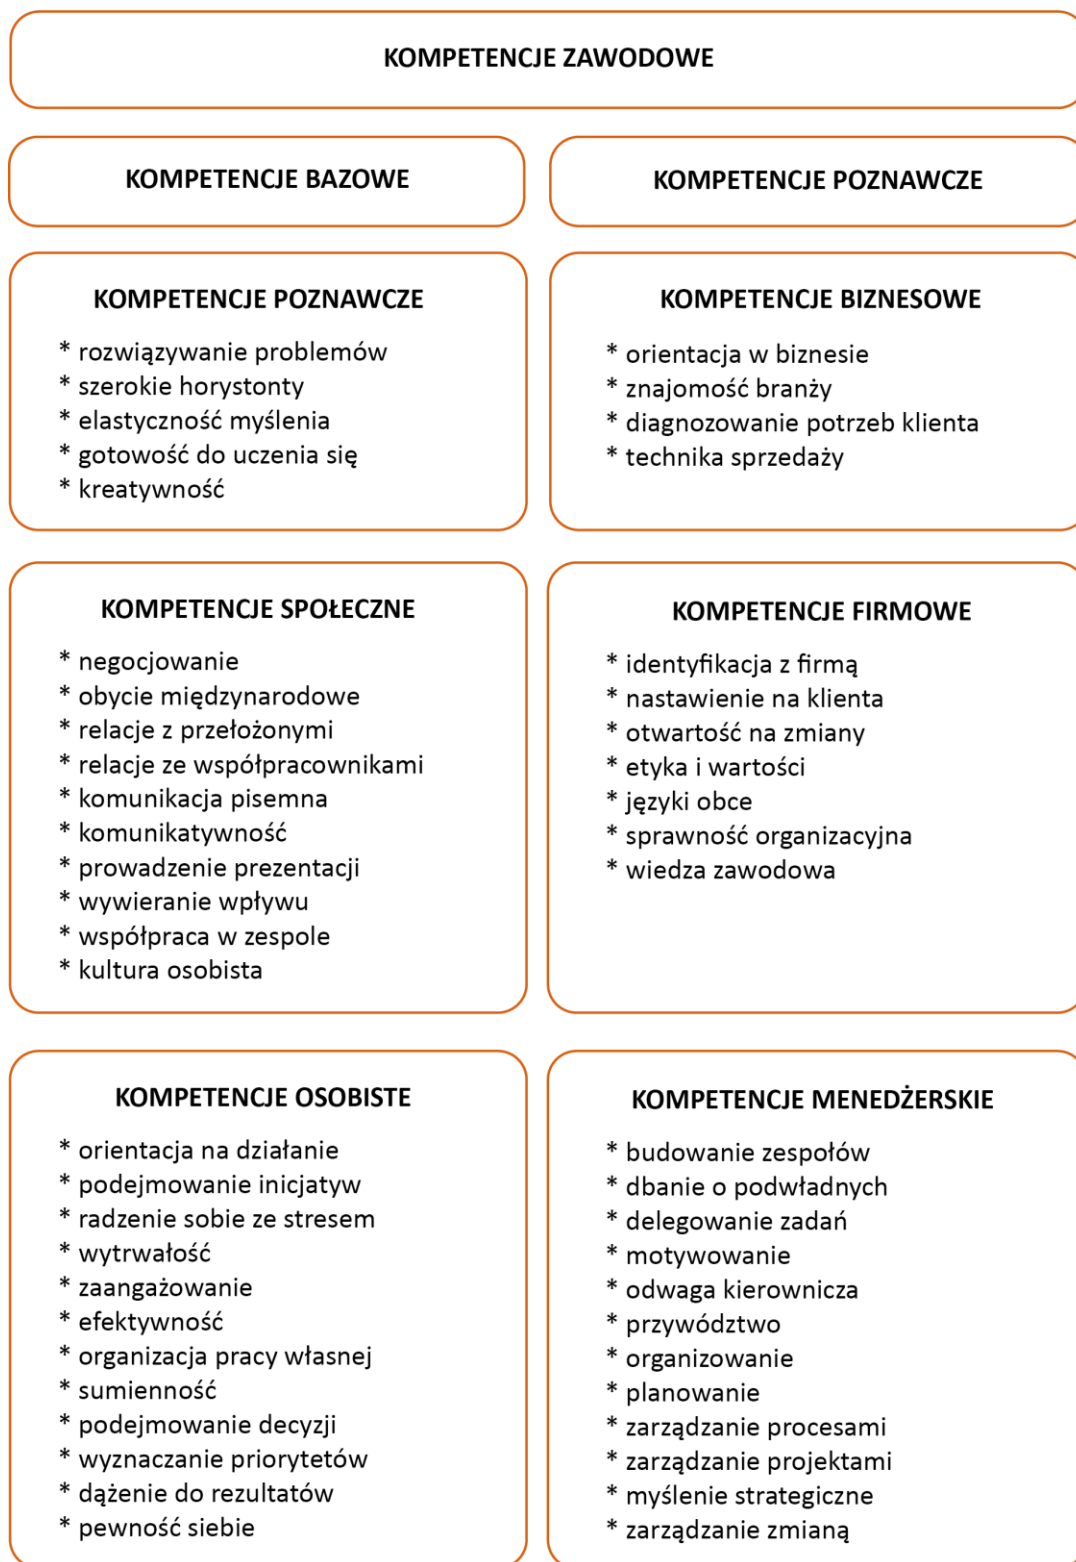 KOMPETENCJE ZAWODOWE
KOMPETENCJE BAZOWE
KOMPETENCJE POZNAWCZE
KOMPETENCJE POZNAWCZE
* rozwiązywanie problemów
* szerokie horystonty
* elastyczność myślenia
* gotowość do uczenia się
* kreatywność
KOMPETENCJE BIZNESOWE
* orientacja w biznesie
* znajomość branży
* diagnozowanie potrzeb klienta
* technika sprzedaży
KOMPETENCJE SPOŁECZNE
* negocjowanie
* obycie międzynarodowe
* relacje z przełożonymi
* relacje ze współpracownikami
* komunikacja pisemna
* komunikatywność
* prowadzenie prezentacji
* wywieranie wpływu
* współpraca w zespole
* kultura osobista
KOMPETENCJE FIRMOWE
* identyfikacja z firmą
* nastawienie na klienta
* otwartość na zmiany
* etyka i wartości
* języki obce
* sprawność organizacyjna
* wiedza zawodowa
KOMPETENCJE OSOBISTE
* orientacja na działanie
* podejmowanie inicjatyw
* radzenie sobie ze stresem
* wytrwałość
* zaangażowanie
* efektywność
* organizacja pracy własnej
* sumienność
* podejmowanie decyzji
* wyznaczanie priorytetów
* dążenie do rezultatów
* pewność siebie
KOMPETENCJE MENEDŻERSKIE
* budowanie zespołów
* dbanie o podwładnych
* delegowanie zadań
* motywowanie
* odwaga kierownicza
* przywództwo
* organizowanie
* planowanie
* zarządzanie procesami
* zarządzanie projektami
* myślenie strategiczne
* zarządzanie zmianą